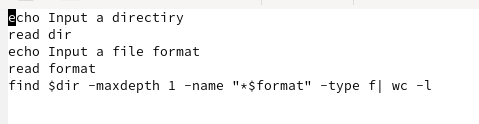 echo Input a directiry
read dir
echo Input a file format
read format
find $dir -maxdepth 1 -name "*$format" -type f| wc -l